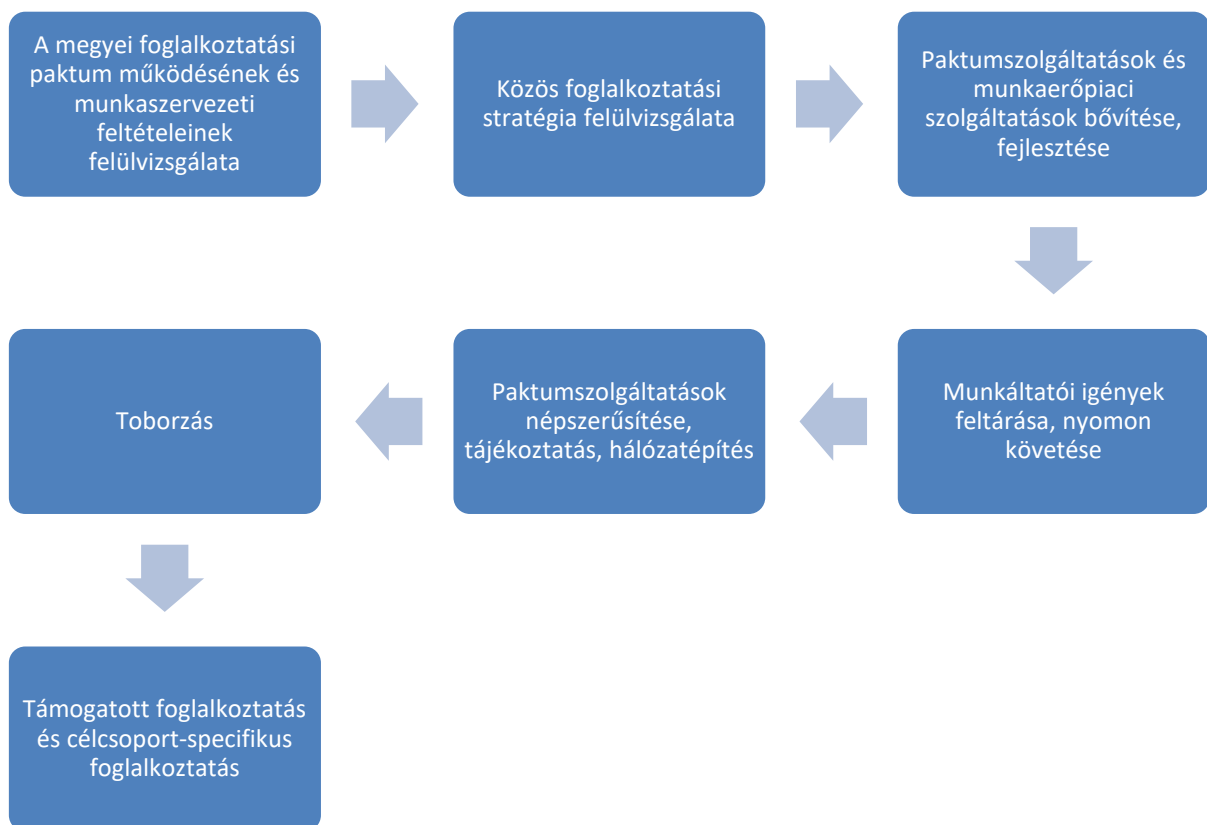 A megyei foglalkoztatási
paktum működésének és
munkaszervezeti
feltételeinek
felülvizsgálata
Közös foglalkoztatási
stratégia felülvizsgálata
Paktumszolgáltatások és
munkaerőpiaci
szolgáltatások bővítése,
fejlesztése
Munkáltatói igények
feltárása, nyomon
követése
Paktumszolgáltatások
népszerűsítése,
tájékoztatás, hálózatépítés
Toborzás
Támogatott foglalkoztatás
és célcsoport-specifikus
foglalkoztatás